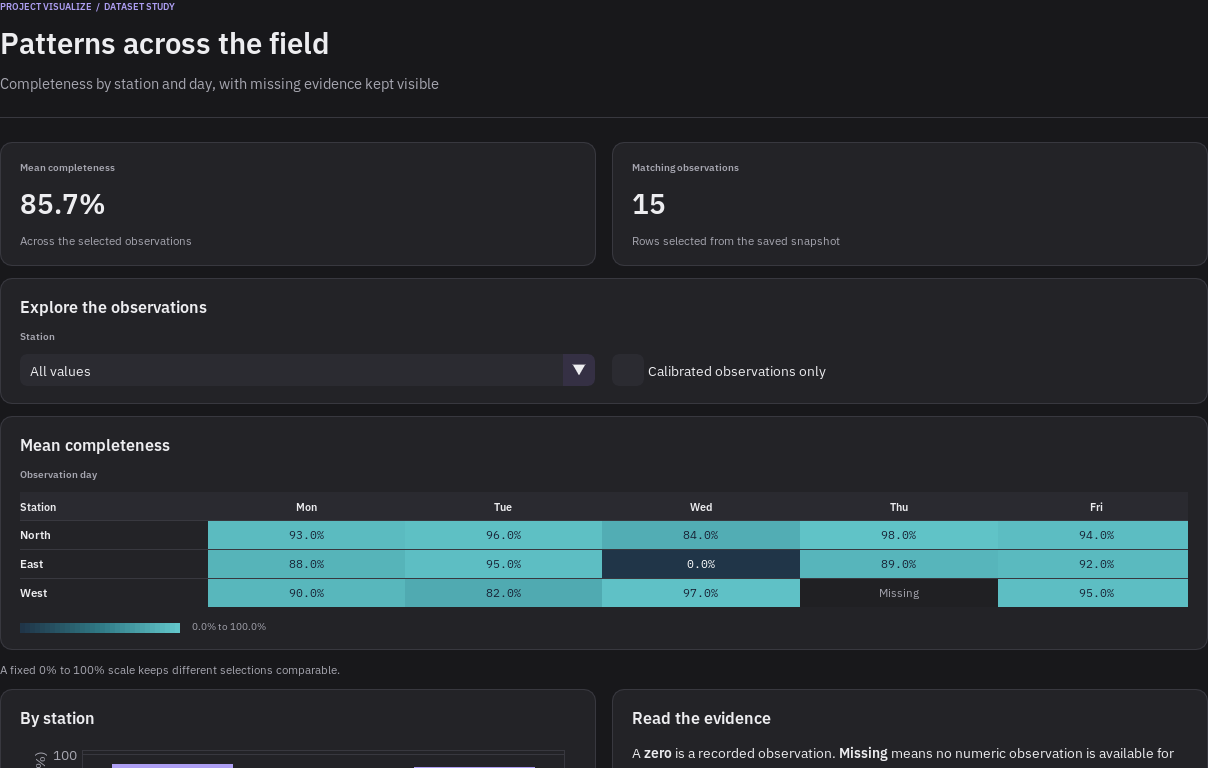 PROJECT VISUALIZE / DATASET STUDY
Patterns across the field
Completeness by station and day, with missing evidence kept visible
Mean completeness
85.7%
Across the selected observations
Matching observations
15
Rows selected from the saved snapshot
Explore the observations
Station
All values
Calibrated observations only
Mean completeness
Observation day
Station Mon Tue Wed Thu Fri
North 93.0% 96.0% 84.0% 98.0% 94.0%
East 88.0% 95.0% 0.0% 89.0% 92.0%
West 90.0% 82.0% 97.0% Missing 95.0%
0.0% to 100.0%
A fixed 0% to 100% scale keeps different selections comparable.
By station
100
%)
Read the evidence
A zero is a recorded observation. Missing means no numeric observation is available for